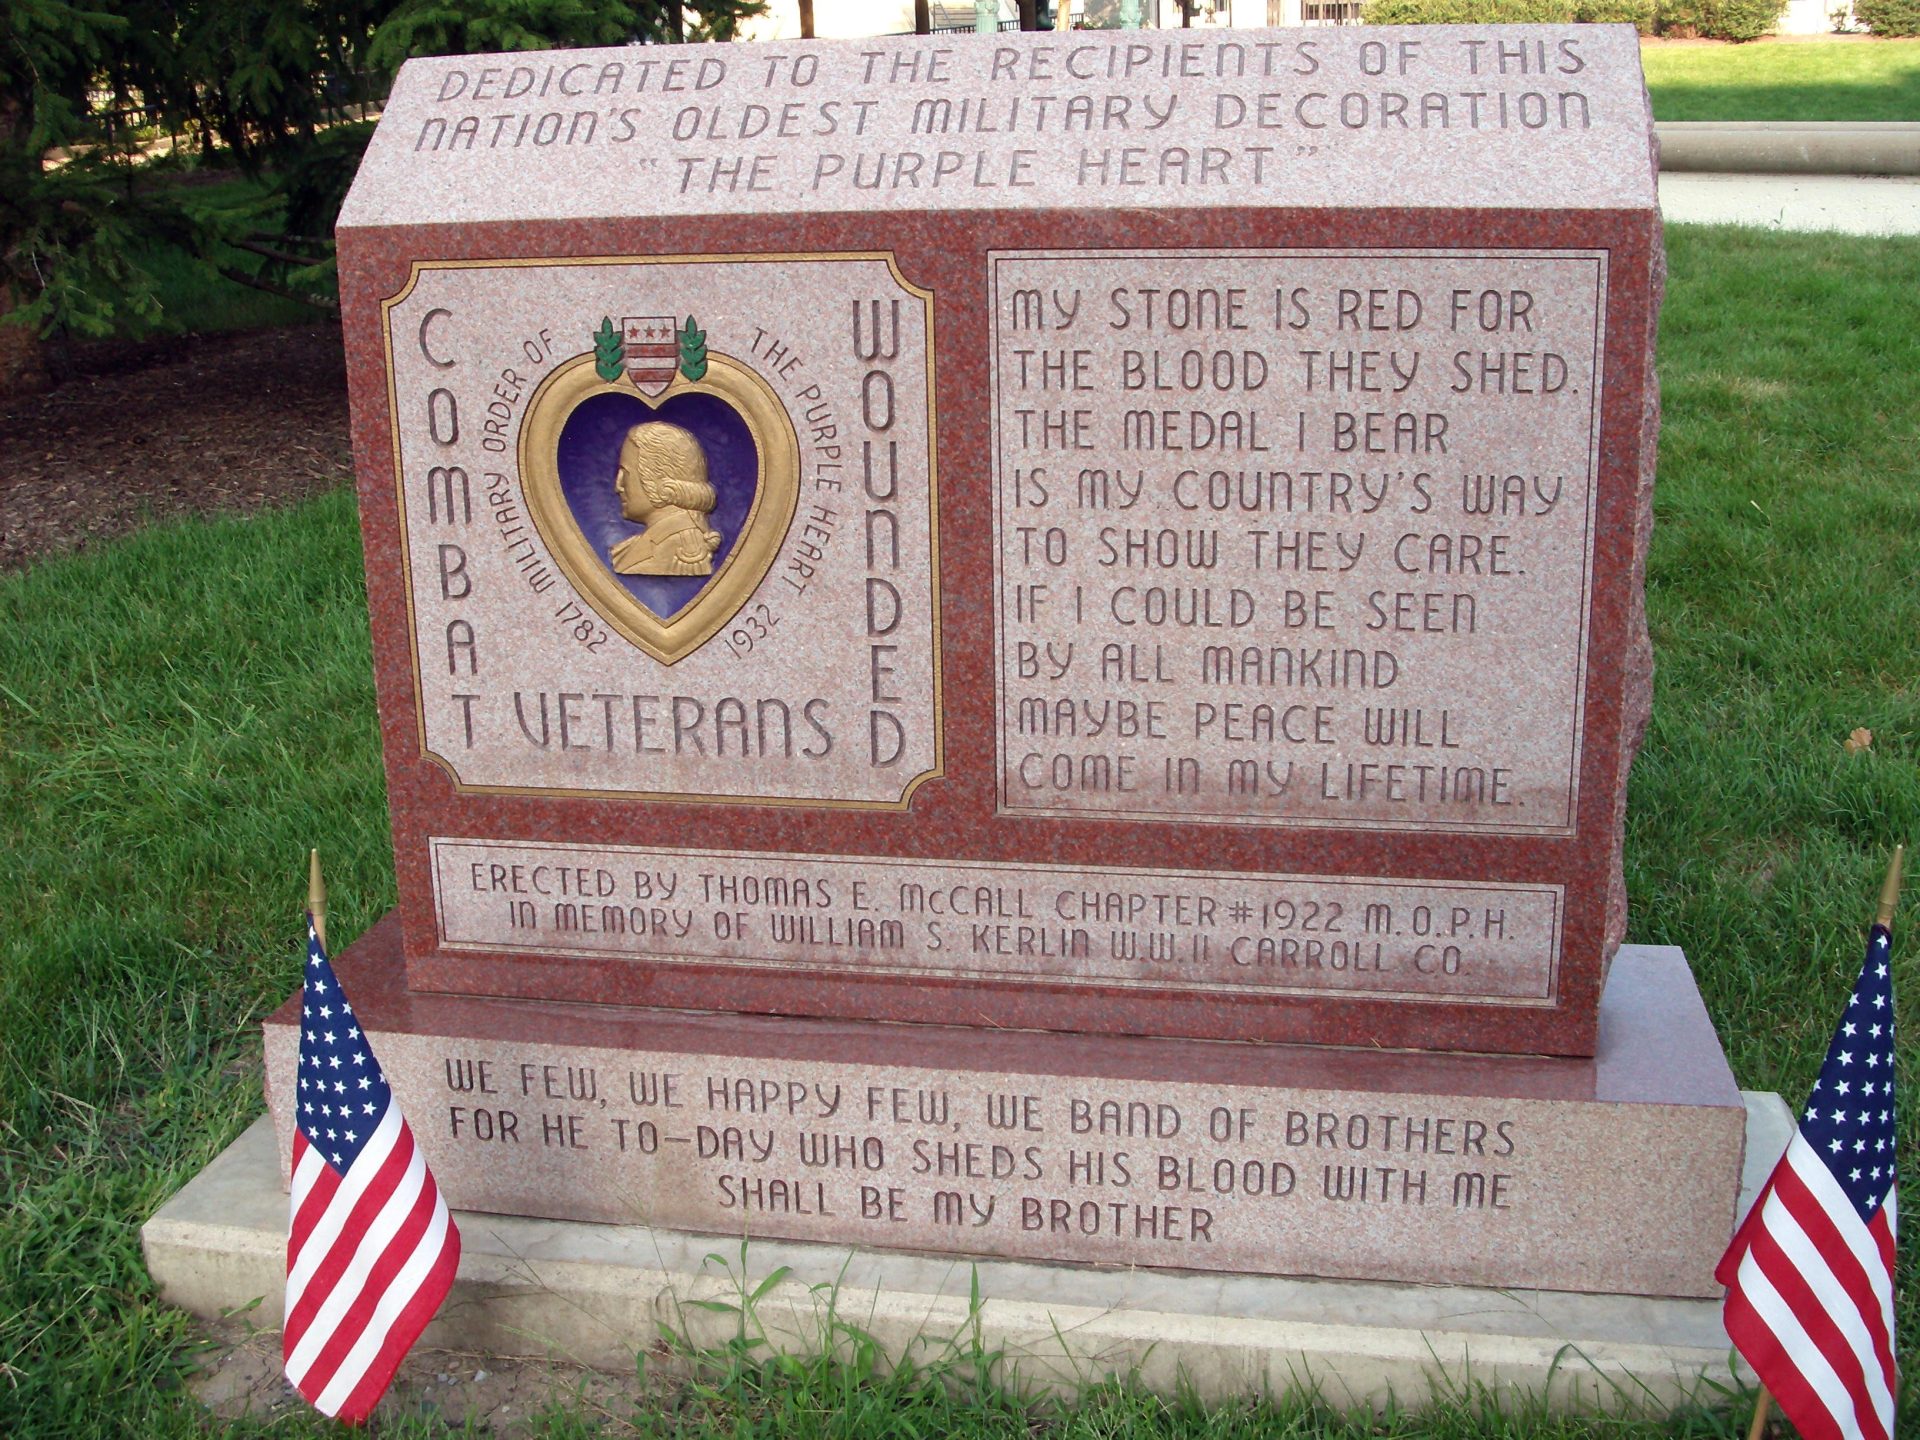 DEDICATED TO THE RECIPIENTS OF THIS
NATION'S OLDEST MILITARY DECORATION
"THE PURPLE HEART"
COMBAT
WOUNDED
VETERANS
MILITARY ORDER OF
THE PURPLE HEART
1782
1932
MY STONE IS RED FOR
THE BLOOD THEY SHED.
THE MEDAL I BEAR
IS MY COUNTRY'S WAY
TO SHOW THEY CARE.
IF I COULD BE SEEN
BY ALL MANKIND
MAYBE PEACE WILL
COME IN MY LIFETIME.
ERECTED BY THOMAS E. McCALL CHAPTER #1922 M.O.P.H.
IN MEMORY OF WILLIAM S. KERLIN W.W.II CARROLL CO.
WE FEW, WE HAPPY FEW, WE BAND OF BROTHERS
FOR HE TO-DAY WHO SHEDS HIS BLOOD WITH ME
SHALL BE MY BROTHER